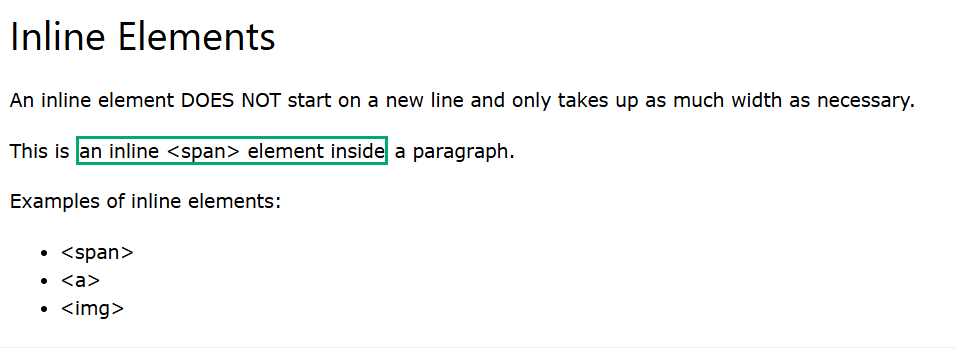 Inline Elements
An inline element DOES NOT start on a new line and only takes up as much width as necessary.
This is an inline <span> element inside a paragraph.
Examples of inline elements:
• <span>
• <a>
• <img>